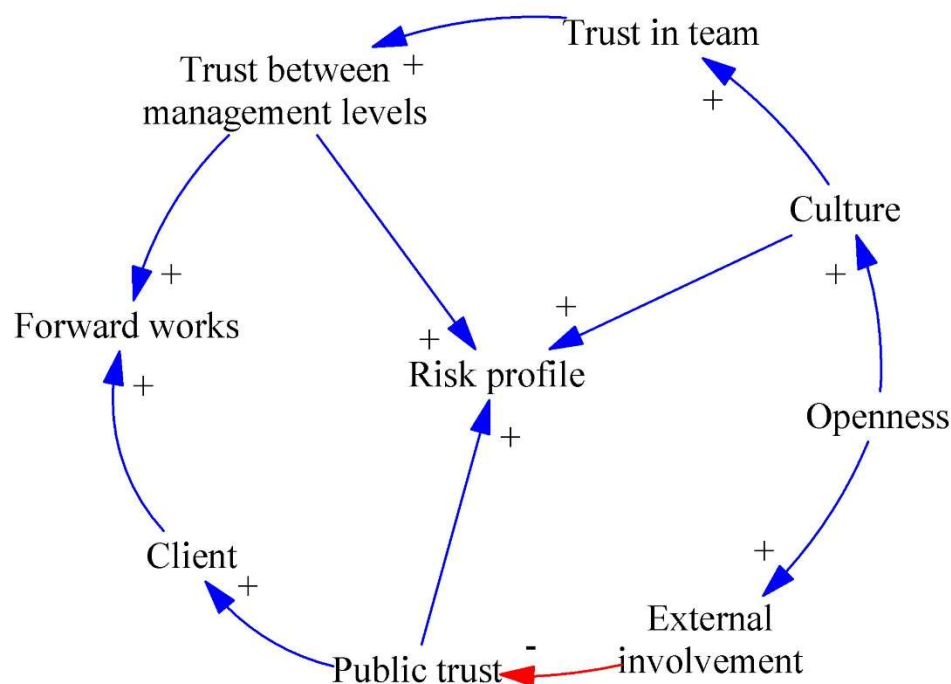 Trust in team
+
Trust between
management levels
+
Culture
+
+
+
Forward works
+
+
Risk profile
+
+
Openness
Client
+
+
External
involvement
-
Public trust